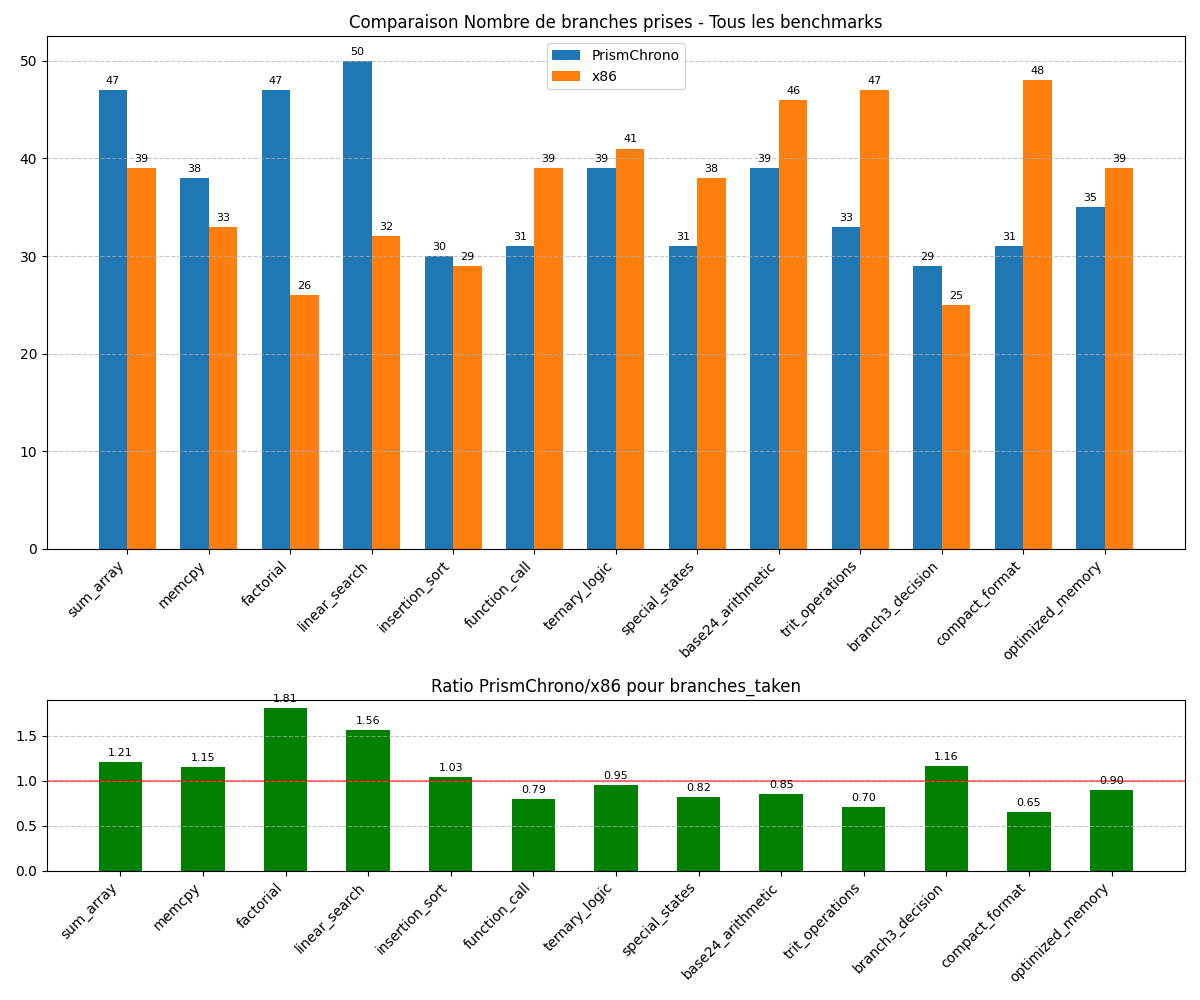 Comparaison Nombre de branches prises - Tous les benchmarks
PrismChrono
x86
50
40
30
20
10
0
47
39
38
33
47
26
50
32
30
29
31
39
39
41
31
38
39
46
33
47
29
25
31
48
35
39
sum_array
memcpy
factorial
linear_search
insertion_sort
function_call
ternary_logic
special_states
base24_arithmetic
trit_operations
branch3_decision
compact_format
optimized_memory
Ratio PrismChrono/x86 pour branches_taken
1.5
1.0
0.5
0.0
1.21
1.15
1.81
1.56
1.03
0.79
0.95
0.82
0.85
0.70
1.16
0.65
0.90
sum_array
memcpy
factorial
linear_search
insertion_sort
function_call
ternary_logic
special_states
base24_arithmetic
trit_operations
branch3_decision
compact_format
optimized_memory